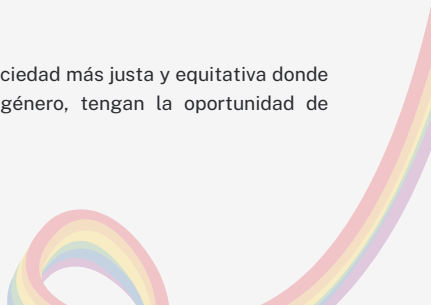 ciedad más justa y equitativa donde
género, tengan la oportunidad de